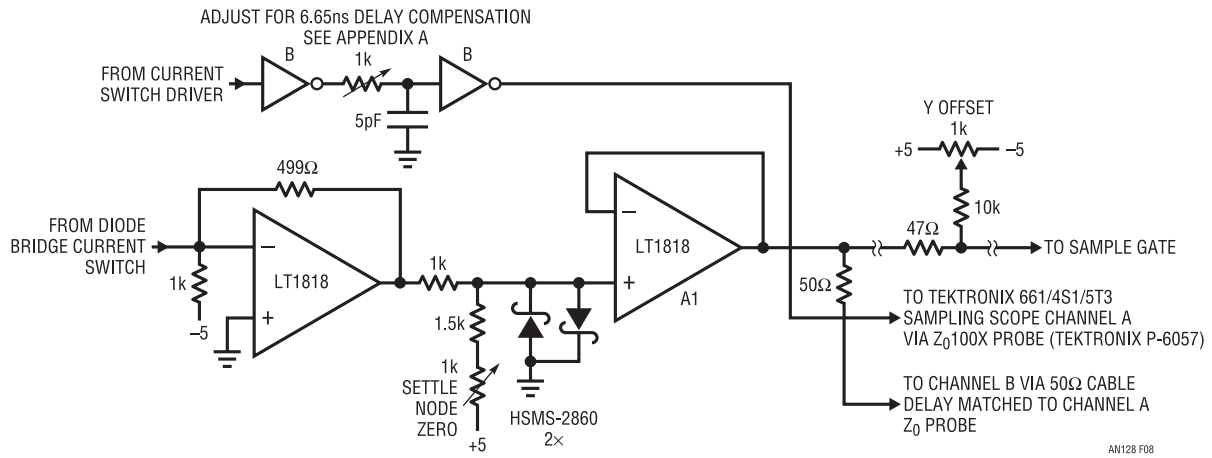 ADJUST FOR 6.65ns DELAY COMPENSATION
SEE APPENDIX A
B
1k
B
FROM CURRENT
SWITCH DRIVER
5pF
Y OFFSET
1k
+5
–5
10k
499Ω
FROM DIODE
BRIDGE CURRENT
SWITCH
–
LT1818
+
1k
–5
1k
1.5k
1k
SETTLE
NODE
ZERO
+5
HSMS-2860
2×
–
LT1818
+
A1
47Ω
TO SAMPLE GATE
50Ω
TO TEKTRONIX 661/4S1/5T3
SAMPLING SCOPE CHANNEL A
VIA Z0100X PROBE (TEKTRONIX P-6057)
TO CHANNEL B VIA 50Ω CABLE
DELAY MATCHED TO CHANNEL A
Z0 PROBE
AN128 F08